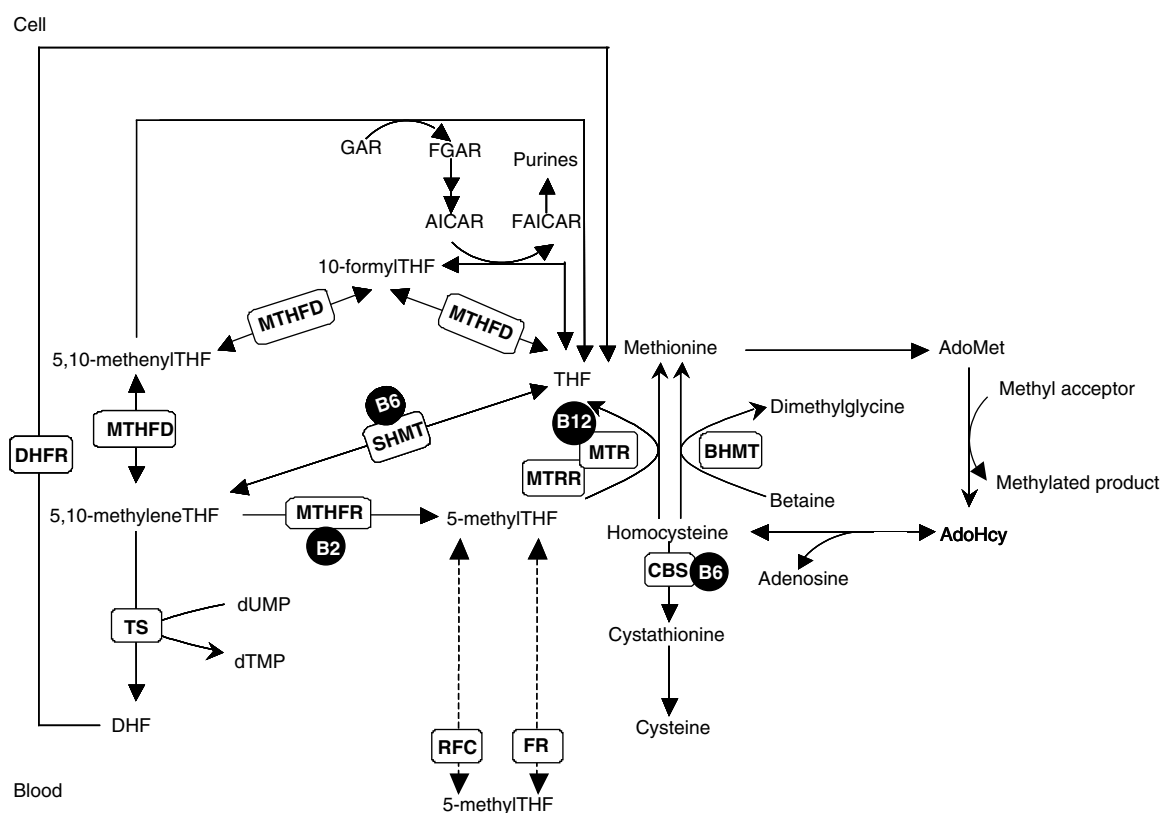 Cell
GAR
FGAR
Purines
AICAR
FAICAR
10-formylTHF
MTHFD
MTHFD
5,10-methenylTHF
Methionine
AdoMet
THF
Methyl acceptor
B6
SHMT
B12
MTR
MTRR
Dimethylglycine
BHMT
MTHFD
DHFR
Betaine
Methylated product
5,10-methyleneTHF
MTHFR
B2
5-methylTHF
Homocysteine
AdoHcy
CBS
B6
Adenosine
dUMP
TS
dTMP
Cystathionine
DHF
Cysteine
RFC
FR
Blood
5-methylTHF